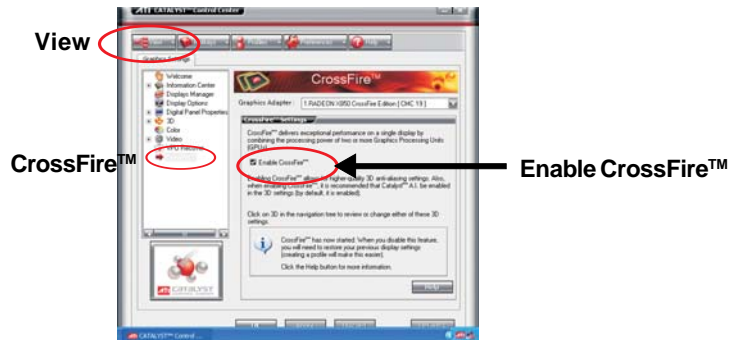 ATI CATALYST™ Control Center
View
Profiles
Preferences
Help
Graphics Settings
Welcome
Information Center
Displays Manager
Display Options
Digital Panel Properties
3D
Color
Video
VPU Recover
CrossFire™
Graphics Adapter :
1.RADEON X850 CrossFire Edition [ CMC 19 ]
CrossFire™ Settings
CrossFire™ delivers exceptional performance on a single display by
combining the processing power of two or more Graphics Processing Units
(GPUs).
CrossFire™
Enable CrossFire™
Enable CrossFire™
Enabling CrossFire™ allows for higher-quality 3D anti-aliasing settings. Also,
when enabling CrossFire™, it is recommended that Catalyst™ A.I. be enabled
in the 3D settings (by default, it is enabled).
Click on 3D in the navigation tree to review or change either of these 3D
settings.
CrossFire™ has now started. When you disable this feature,
you will need to restore your previous display settings
(creating a profile will make this easier).
Click the Help button for more information.
CATALYST
Help
CATALYST™ Control ...